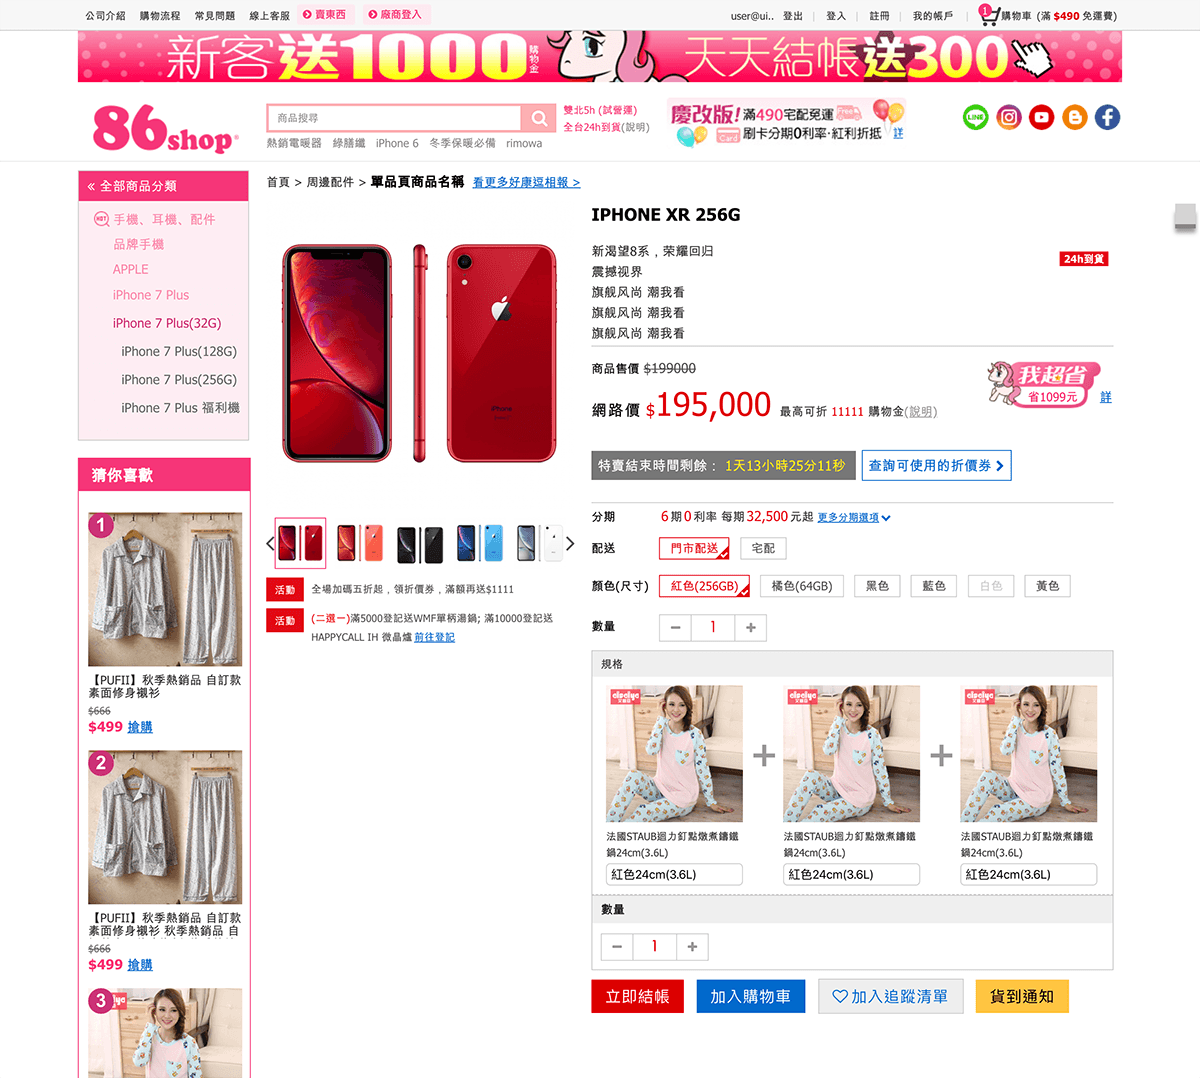 公司介紹 購物流程 常見問題 線上客服 賣東西 廠商登入
user@ui.. 登出 | 登入 | 註冊 | 我的帳戶 | 1 購物車 (滿 $490 免運費)
新客送1000購物金 天天結帳送300
86shop
商品搜尋
雙北5h (試營運)
全台24h到貨(說明)
熱銷電暖器 綠膳纖 iPhone 6 冬季保暖必備 rimowa
慶改版! 滿490宅配免運 Free
Card 刷卡分期0利率·紅利折抵 詳
LINE
« 全部商品分類
HOT 手機、耳機、配件
品牌手機
APPLE
iPhone 7 Plus
iPhone 7 Plus(32G)
iPhone 7 Plus(128G)
iPhone 7 Plus(256G)
iPhone 7 Plus 福利機
猜你喜歡
1
【PUFII】秋季熱銷品 自訂款
素面修身襯衫
$666
$499 搶購
2
【PUFII】秋季熱銷品 自訂款
素面修身襯衫 秋季熱銷品 自
$666
$499 搶購
3
首頁 > 周邊配件 > 單品頁商品名稱 看更多好康逗相報 >
iPhone
活動 全場加碼五折起，領折價券，滿額再送$1111
活動 (二選一)滿5000登記送WMF單柄湯鍋; 滿10000登記送
HAPPYCALL IH 微晶爐 前往登記
IPHONE XR 256G
新渴望8系，荣耀回归
24h到貨
震撼视界
旗舰风尚 潮我看
旗舰风尚 潮我看
旗舰风尚 潮我看
商品售價 $199000
網路價 $195,000 最高可折 11111 購物金(說明)
我超省
省1099元 詳
特賣結束時間剩餘： 1天13小時25分11秒
查詢可使用的折價券
分期 6期0利率 每期32,500元起 更多分期選項
配送 門市配送 宅配
顏色(尺寸) 紅色(256GB) 橘色(64GB) 黑色 藍色 白色 黃色
數量 − 1 +
規格
法國STAUB迴力釘點燉煮鑄鐵
鍋24cm(3.6L)
紅色24cm(3.6L)
法國STAUB迴力釘點燉煮鑄鐵
鍋24cm(3.6L)
紅色24cm(3.6L)
法國STAUB迴力釘點燉煮鑄鐵
鍋24cm(3.6L)
紅色24cm(3.6L)
數量
− 1 +
立即結帳 加入購物車 加入追蹤清單 貨到通知